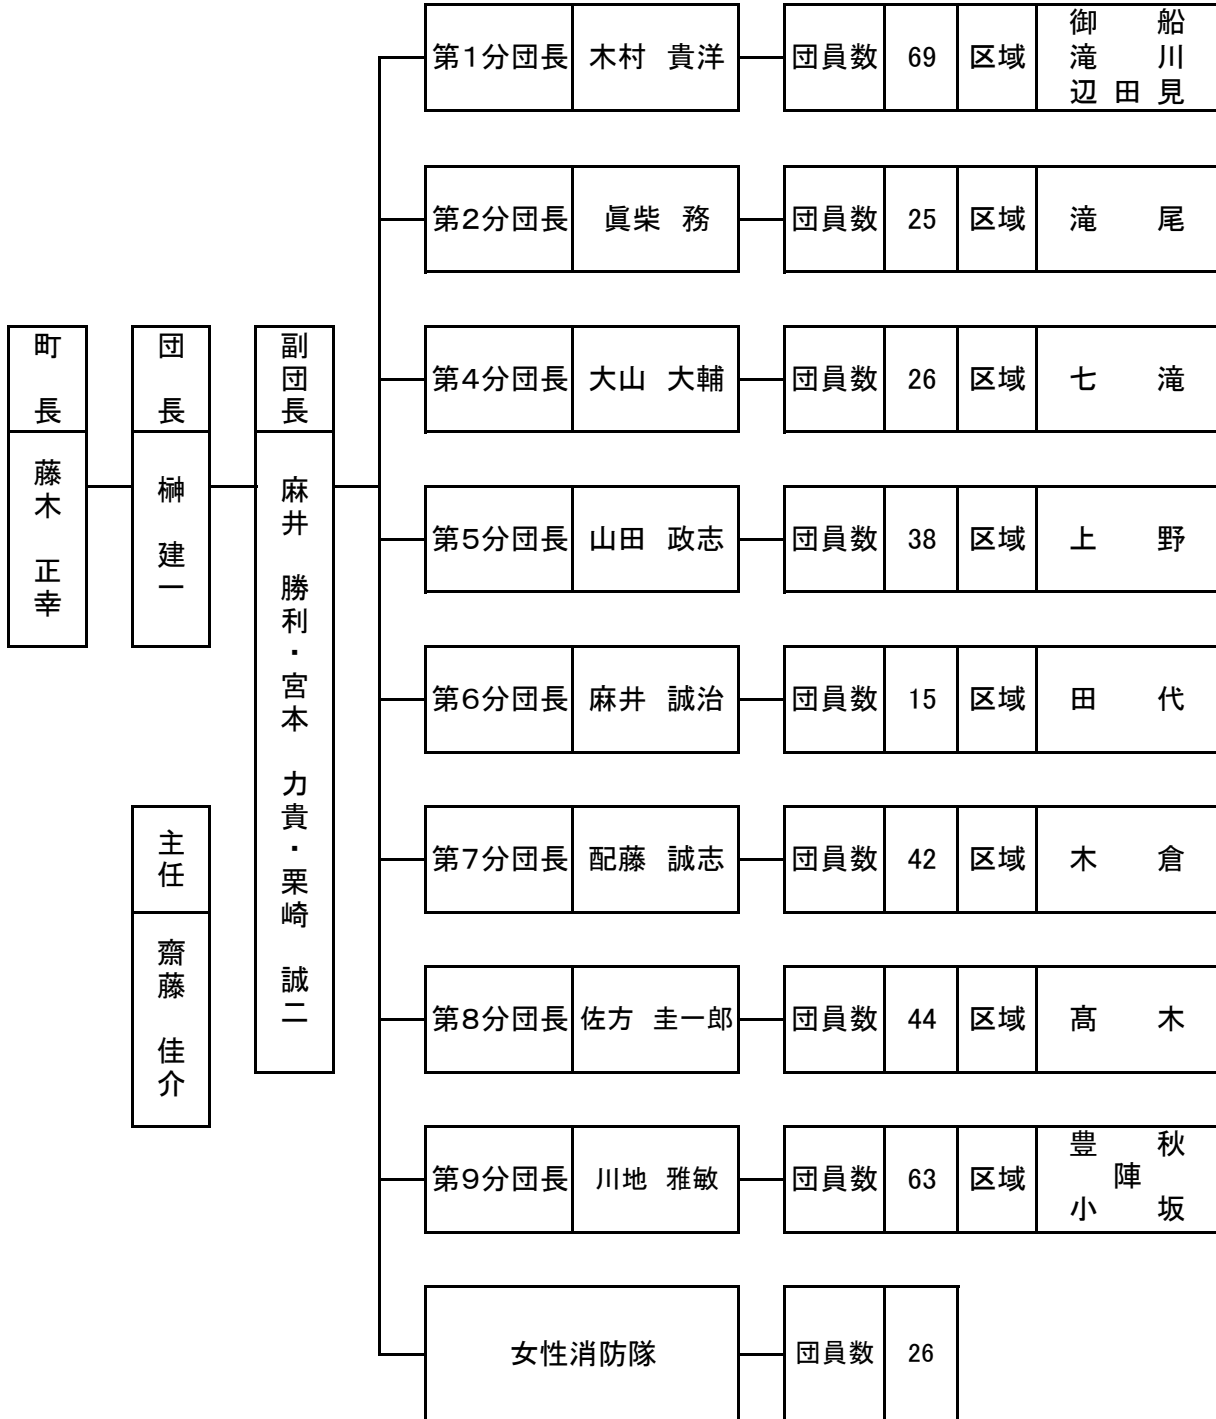 町長
藤木 正幸
団長
榊 建一
副団長
麻井 勝利・宮本 力貴・栗崎 誠二
主任
齋藤 佳介
第1分団長 木村 貴洋 団員数 69 区域 御船 滝川 辺田見
第2分団長 眞柴 務 団員数 25 区域 滝尾
第4分団長 大山 大輔 団員数 26 区域 七滝
第5分団長 山田 政志 団員数 38 区域 上野
第6分団長 麻井 誠治 団員数 15 区域 田代
第7分団長 配藤 誠志 団員数 42 区域 木倉
第8分団長 佐方 圭一郎 団員数 44 区域 髙木
第9分団長 川地 雅敏 団員数 63 区域 豊秋 陣 小坂
女性消防隊 団員数 26